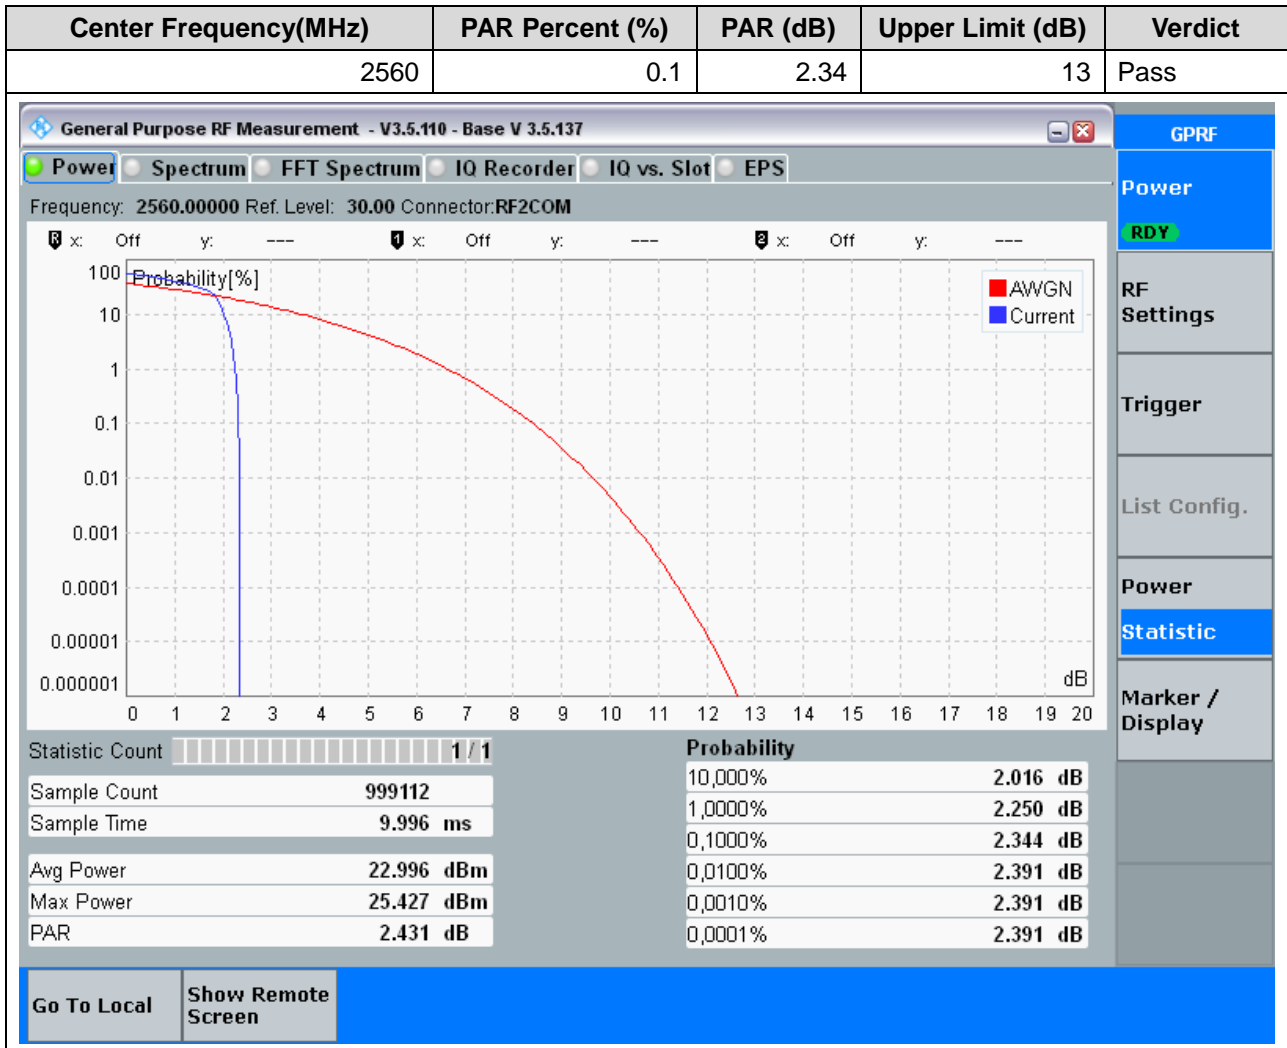 Center Frequency(MHz) PAR Percent (%) PAR (dB) Upper Limit (dB) Verdict
2560 0.1 2.34 13 Pass
General Purpose RF Measurement - V3.5.110 - Base V 3.5.137
GPRF
Power Spectrum FFT Spectrum IQ Recorder IQ vs. Slot EPS
Power
RDY
Frequency: 2560.00000 Ref. Level: 30.00 Connector:RF2COM
R x: Off y: --- 1 x: Off y: --- 2 x: Off y: ---
Probability[%]
AWGN
Current
100
10
1
0.1
0.01
0.001
0.0001
0.00001
0.000001
dB
0 1 2 3 4 5 6 7 8 9 10 11 12 13 14 15 16 17 18 19 20
RF
Settings
Trigger
List Config.
Power
Statistic
Marker /
Display
Statistic Count 1 / 1
Sample Count 999112
Sample Time 9.996 ms
Avg Power 22.996 dBm
Max Power 25.427 dBm
PAR 2.431 dB
Probability
10,000% 2.016 dB
1,0000% 2.250 dB
0,1000% 2.344 dB
0,0100% 2.391 dB
0,0010% 2.391 dB
0,0001% 2.391 dB
Go To Local
Show Remote
Screen